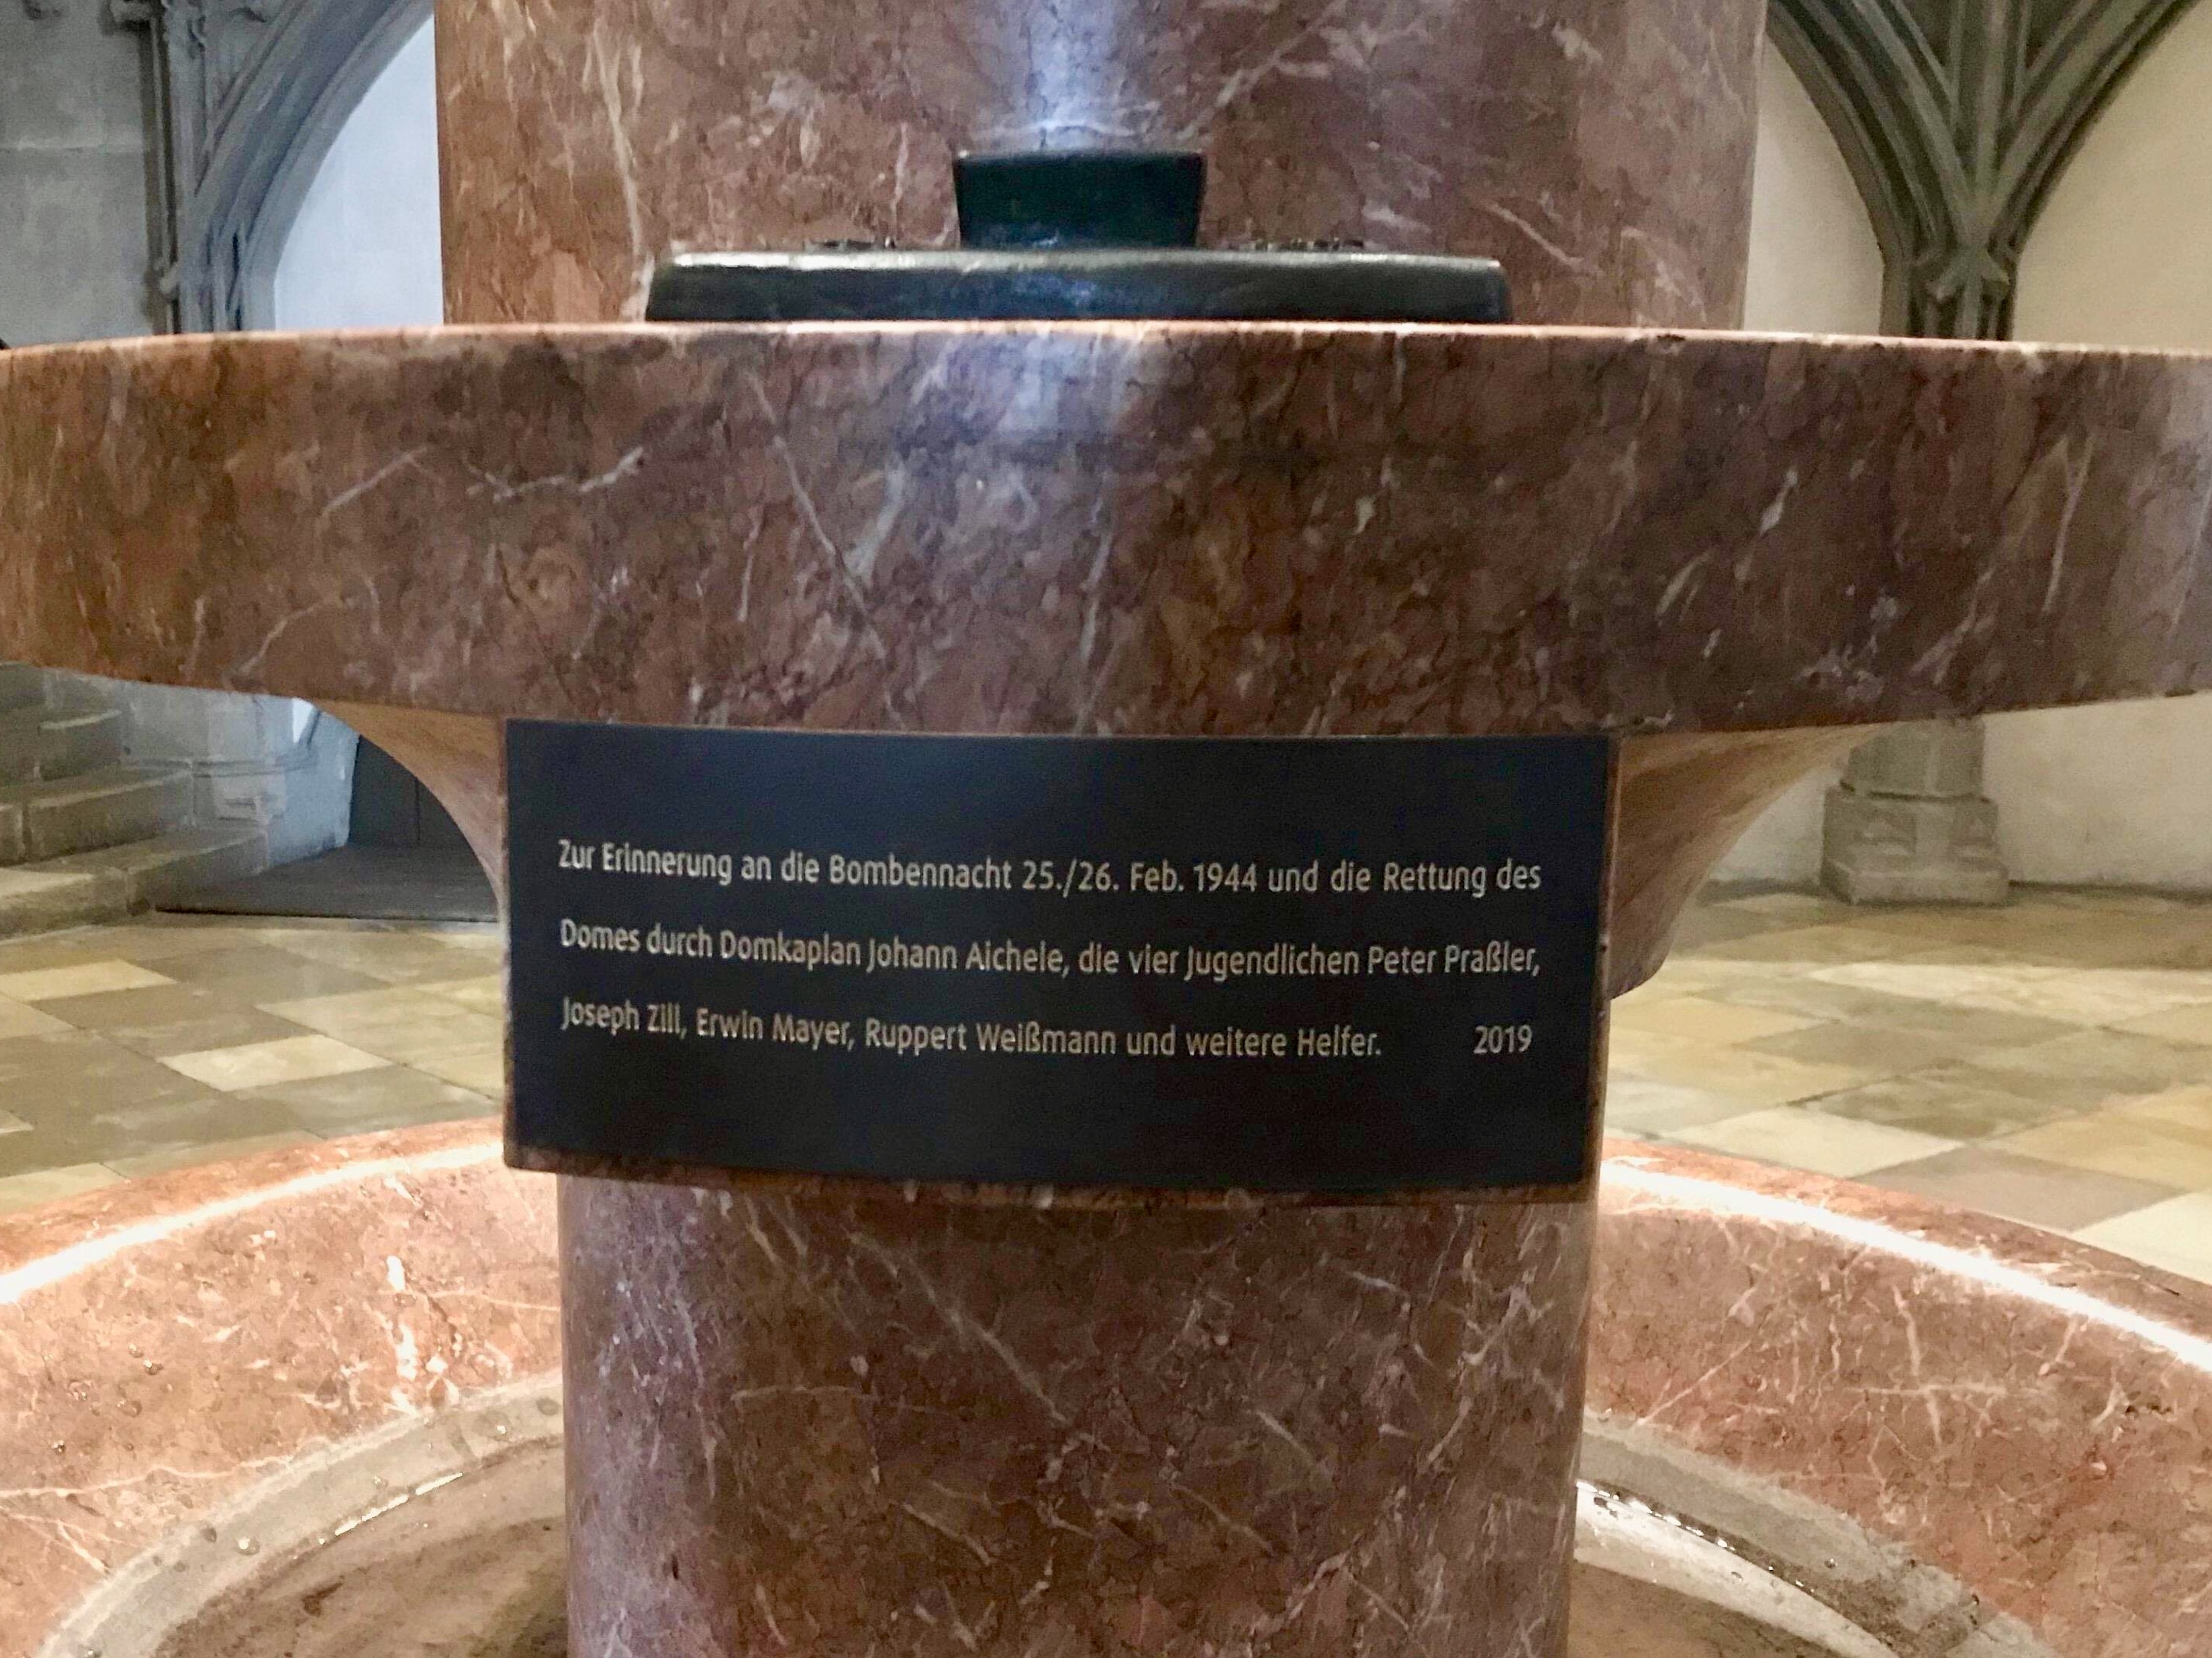 Zur Erinnerung an die Bombennacht 25./26. Feb. 1944 und die Rettung des
Domes durch Domkaplan Johann Aichele, die vier Jugendlichen Peter Praßler,
Joseph Zill, Erwin Mayer, Ruppert Weißmann und weitere Helfer. 2019